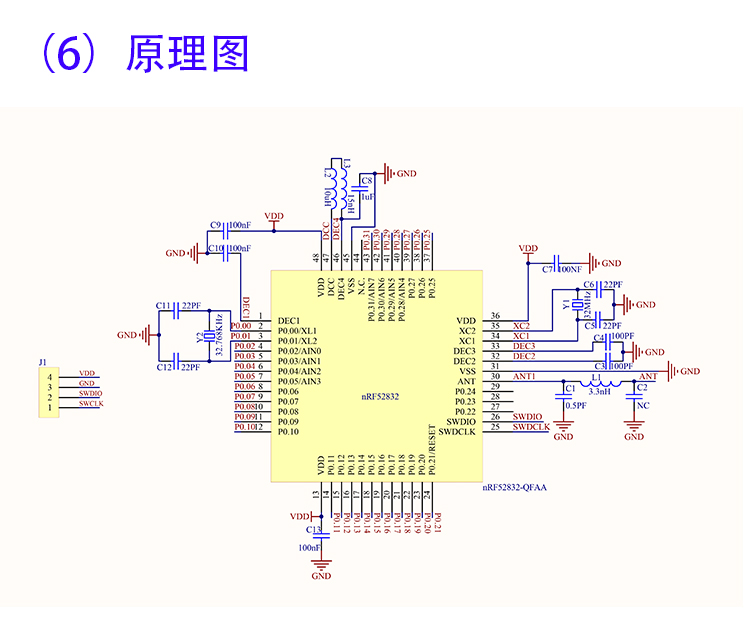 （6）原理图
L2
10uH
L3
15nH
C8
1uF
GND
VDD
C9
100nF
C10
100nF
GND
DCC
DEC4
P0.31
P0.30
P0.29
P0.28
P0.27
P0.26
P0.25
48
47
46
45
44
43
42
41
40
39
38
37
VDD
DCC
DEC4
VSS
N.C.
P0.31/AIN7
P0.30/AIN6
P0.29/AIN5
P0.28/AIN4
P0.27
P0.26
P0.25
VDD
C7
100NF
GND
C6
22PF
Y1
32MHz
C5
22PF
GND
C4
100PF
C3
100PF
GND
C11
22PF
Y2
32.768KHz
C12
22PF
GND
DEC1
1 DEC1
P0.00 2 P0.00/XL1
P0.01 3 P0.01/XL2
P0.02 4 P0.02/AIN0
P0.03 5 P0.03/AIN1
P0.04 6 P0.04/AIN2
P0.05 7 P0.05/AIN3
P0.06 8 P0.06
P0.07 9 P0.07
P0.08 10 P0.08
P0.09 11 P0.09
P0.10 12 P0.10
nRF52832
VDD 36
XC2 35 XC2
XC1 34 XC1
DEC3 33 DEC3
DEC2 32 DEC2
VSS 31
ANT 30 ANT1
P0.24 29
P0.23 28
P0.22 27
SWDIO 26 SWDIO
SWDCLK 25 SWDCLK
GND
L1
3.3nH
ANT
C1
0.5PF
GND
C2
NC
GND
J1
4 VDD
3 GND
2 SWDIO
1 SWCLK
VDD
P0.11
P0.12
P0.13
P0.14
P0.15
P0.16
P0.17
P0.18
P0.19
P0.20
P0.21/RESET
13
14
15
16
17
18
19
20
21
22
23
24
nRF52832-QFAA
VDD
P0.11
P0.12
P0.13
P0.14
P0.15
P0.16
P0.17
P0.18
P0.19
P0.20
P0.21
C13
100nF
GND